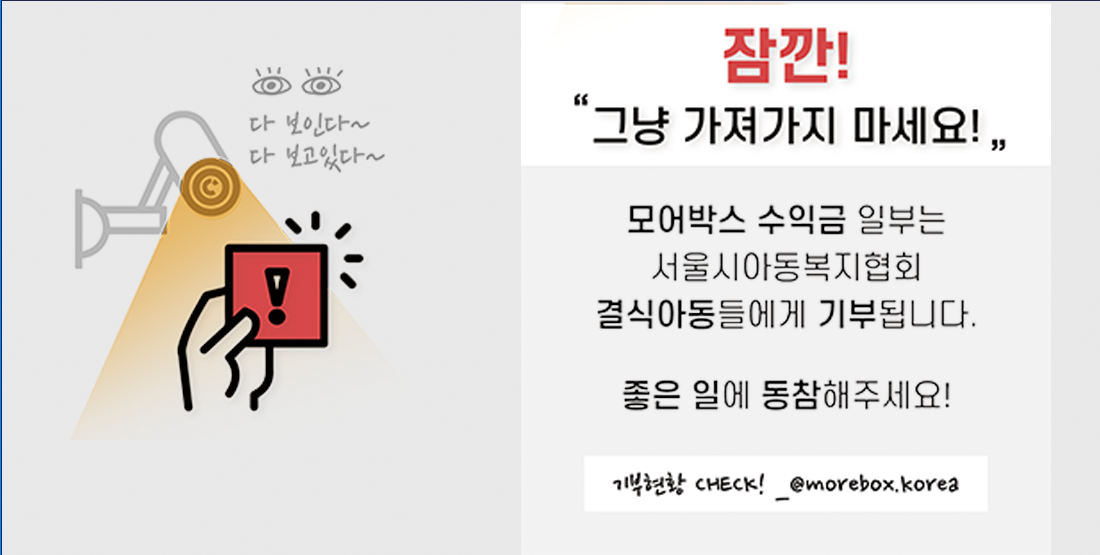 다 보인다~
다 보고있다~
!
잠깐!
“그냥 가져가지 마세요!„
모어박스 수익금 일부는
서울시아동복지협회
결식아동들에게 기부됩니다.
좋은 일에 동참해주세요!
기부현황 CHECK! _@morebox.korea